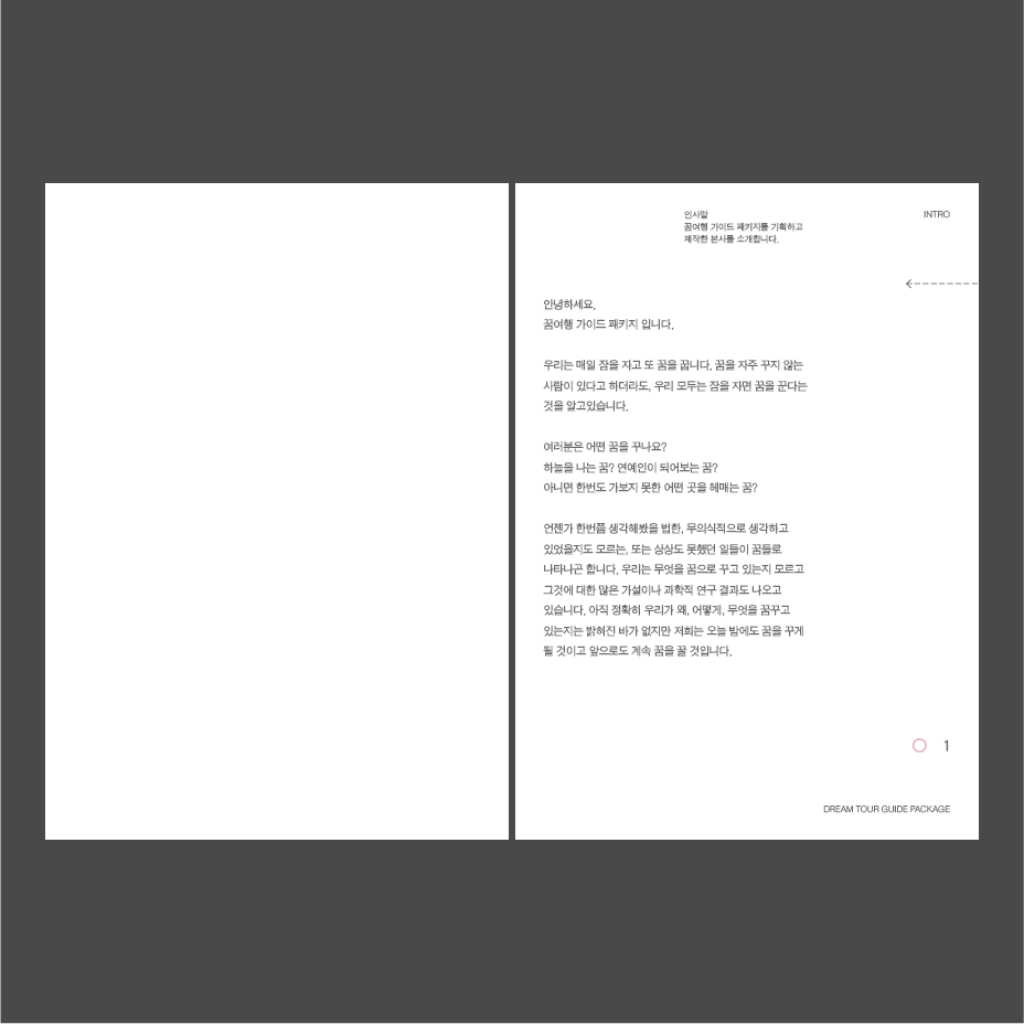 인사말
꿈여행 가이드 패키지를 기획하고
제작한 본사를 소개합니다.
INTRO
안녕하세요,
꿈여행 가이드 패키지 입니다.
우리는 매일 잠을 자고 또 꿈을 꿉니다. 꿈을 자주 꾸지 않는
사람이 있다고 하더라도, 우리 모두는 잠을 자면 꿈을 꾼다는
것을 알고있습니다.
여러분은 어떤 꿈을 꾸나요?
하늘을 나는 꿈? 연예인이 되어보는 꿈?
아니면 한번도 가보지 못한 어떤 곳을 헤매는 꿈?
언젠가 한번쯤 생각해봤을 법한, 무의식적으로 생각하고
있었을지도 모르는, 또는 상상도 못했던 일들이 꿈들로
나타나곤 합니다. 우리는 무엇을 꿈으로 꾸고 있는지 모르고
그것에 대한 많은 가설이나 과학적 연구 결과도 나오고
있습니다. 아직 정확히 우리가 왜, 어떻게, 무엇을 꿈꾸고
있는지는 밝혀진 바가 없지만 저희는 오늘 밤에도 꿈을 꾸게
될 것이고 앞으로도 계속 꿈을 꿀 것입니다.
1
DREAM TOUR GUIDE PACKAGE